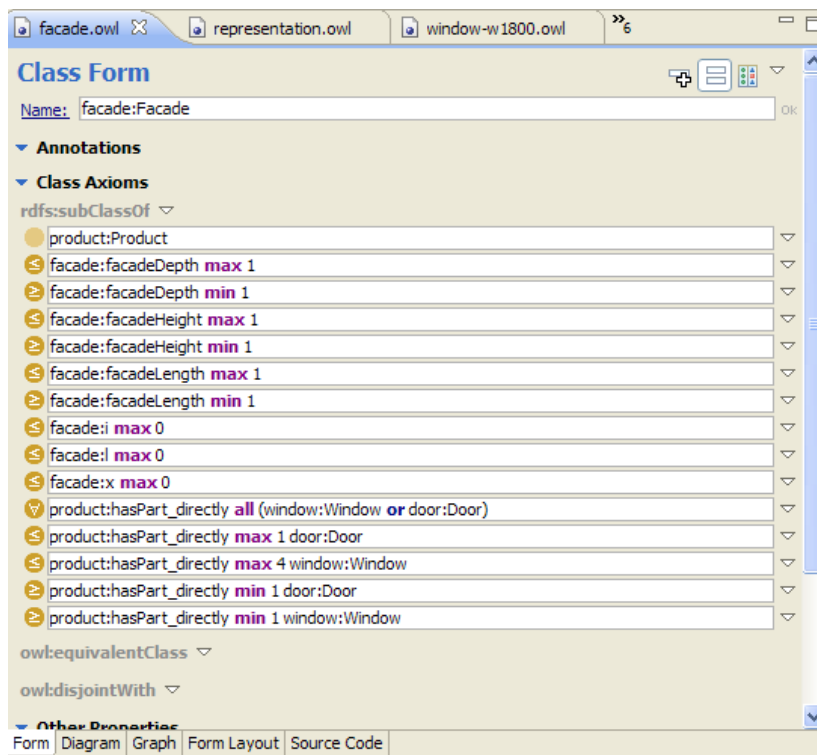 facade.owl representation.owl window-w1800.owl »6
Class Form
Name: facade:Facade Ok
Annotations
Class Axioms
rdfs:subClassOf
product:Product
≤ facade:facadeDepth max 1
≥ facade:facadeDepth min 1
≤ facade:facadeHeight max 1
≥ facade:facadeHeight min 1
≤ facade:facadeLength max 1
≥ facade:facadeLength min 1
≤ facade:i max 0
≤ facade:l max 0
≤ facade:x max 0
∀ product:hasPart_directly all (window:Window or door:Door)
≤ product:hasPart_directly max 1 door:Door
≤ product:hasPart_directly max 4 window:Window
≥ product:hasPart_directly min 1 door:Door
≥ product:hasPart_directly min 1 window:Window
owl:equivalentClass
owl:disjointWith
Other Properties
Form Diagram Graph Form Layout Source Code